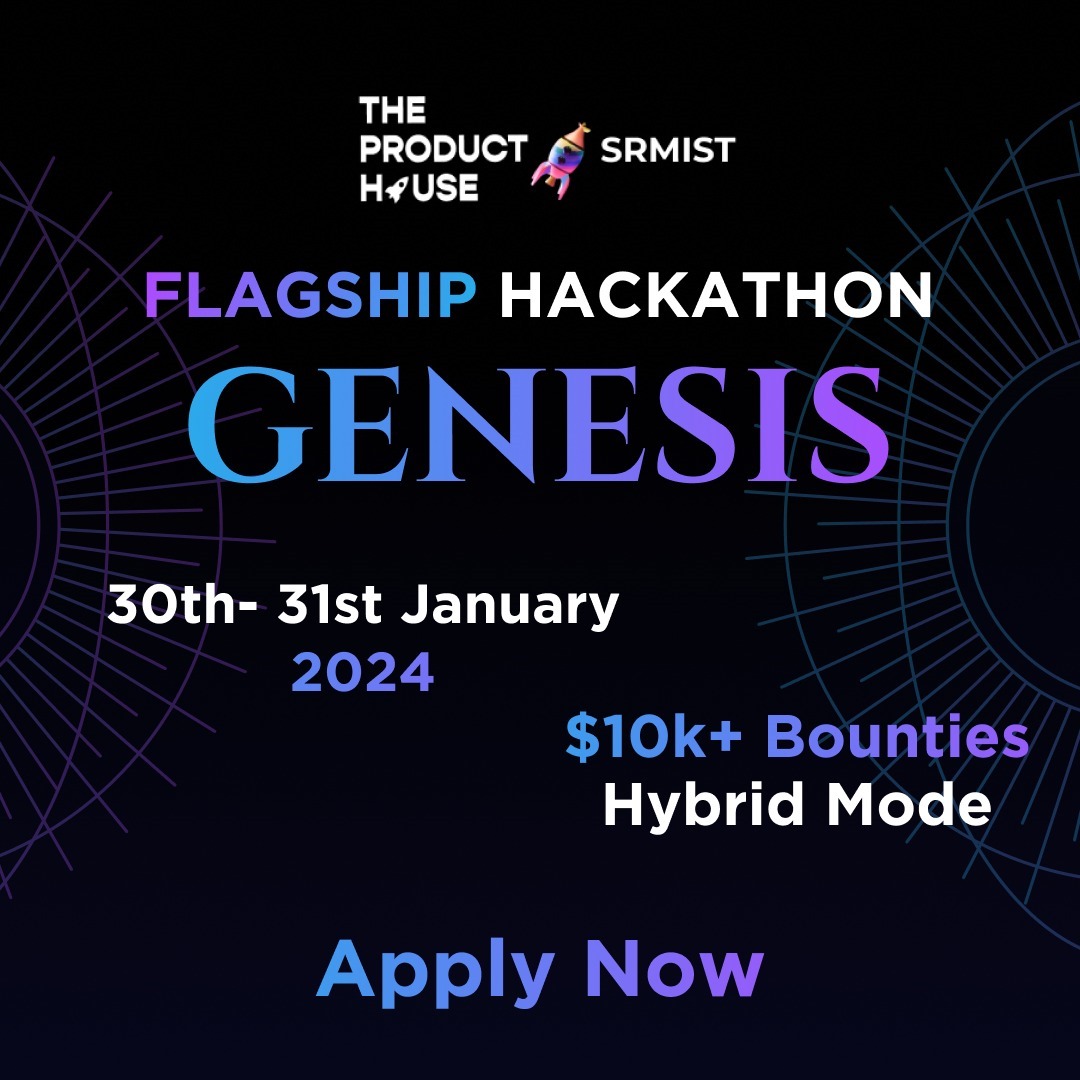 THE
PRODUCT
HOUSE
SRMIST
FLAGSHIP HACKATHON
GENESIS
30th- 31st January
2024
$10k+ Bounties
Hybrid Mode
Apply Now